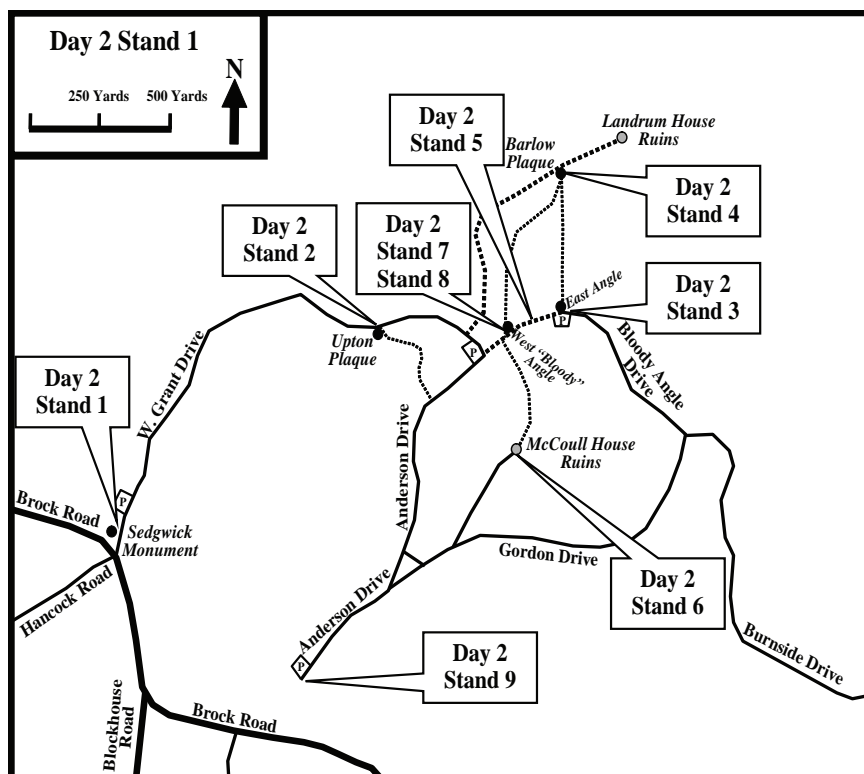 Day 2 Stand 1
N
250 Yards
500 Yards
Day 2
Stand 5
Landrum House
Ruins
Barlow
Plaque
Day 2
Stand 4
Day 2
Stand 2
Day 2
Stand 7
Stand 8
East Angle
P
Day 2
Stand 3
Upton
Plaque
P
West "Bloody"
Angle
Bloody Angle
Drive
W. Grant Drive
Day 2
Stand 1
P
Anderson Drive
McCoull House
Ruins
Brock Road
Sedgwick
Monument
Hancock Road
Gordon Drive
Day 2
Stand 6
Anderson Drive
P
Day 2
Stand 9
Burnside Drive
Blockhouse
Road
Brock Road